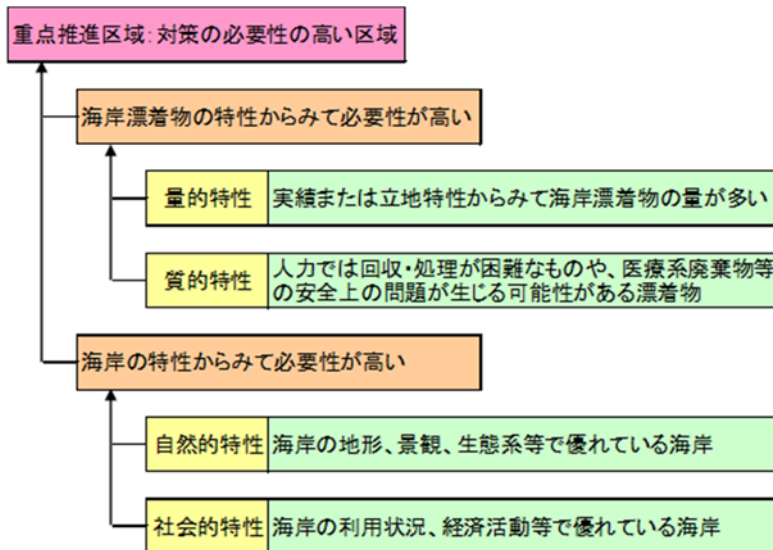 重点推進区域:対策の必要性の高い区域
海岸漂着物の特性からみて必要性が高い
量的特性 実績または立地特性からみて海岸漂着物の量が多い
質的特性 人力では回収・処理が困難なものや、医療系廃棄物等
の安全上の問題が生じる可能性がある漂着物
海岸の特性からみて必要性が高い
自然的特性 海岸の地形、景観、生態系等で優れている海岸
社会的特性 海岸の利用状況、経済活動等で優れている海岸